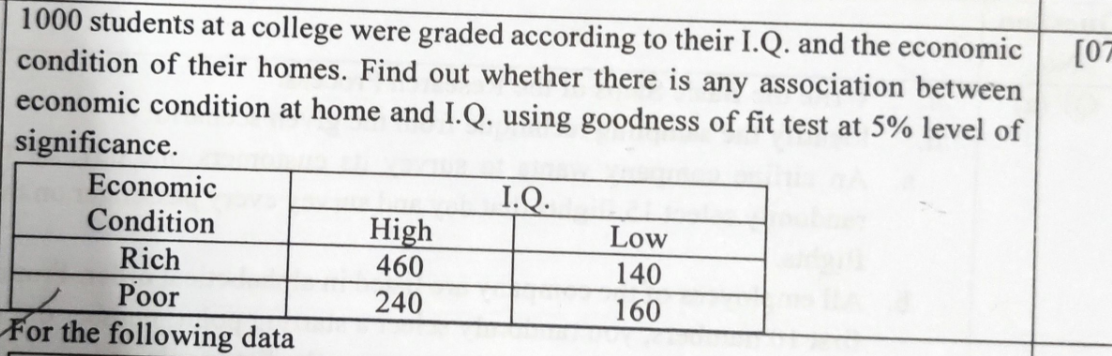 1000 students at a college were graded according to their I.Q. and the economic [07
condition of their homes. Find out whether there is any association between
economic condition at home and I.Q. using goodness of fit test at 5% level of
significance.
Economic Condition I.Q.
High Low
Rich 460 140
Poor 240 160
For the following data